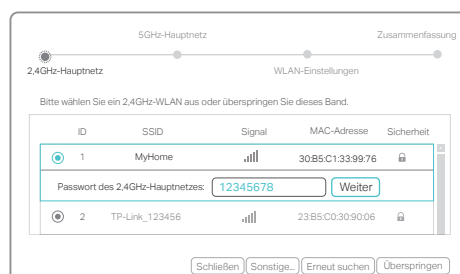 5GHz-Hauptnetz Zusammenfassung
2,4GHz-Hauptnetz WLAN-Einstellungen
Bitte wählen Sie ein 2,4GHz-WLAN aus oder überspringen Sie dieses Band.
ID SSID Signal MAC-Adresse Sicherheit
1 MyHome 30:B5:C1:33:99:76
Passwort des 2,4GHz-Hauptnetzes: 12345678 Weiter
2 TP-Link_123456 23:B5:C0:30:90:06
Schließen Sonstige... Erneut suchen Überspringen